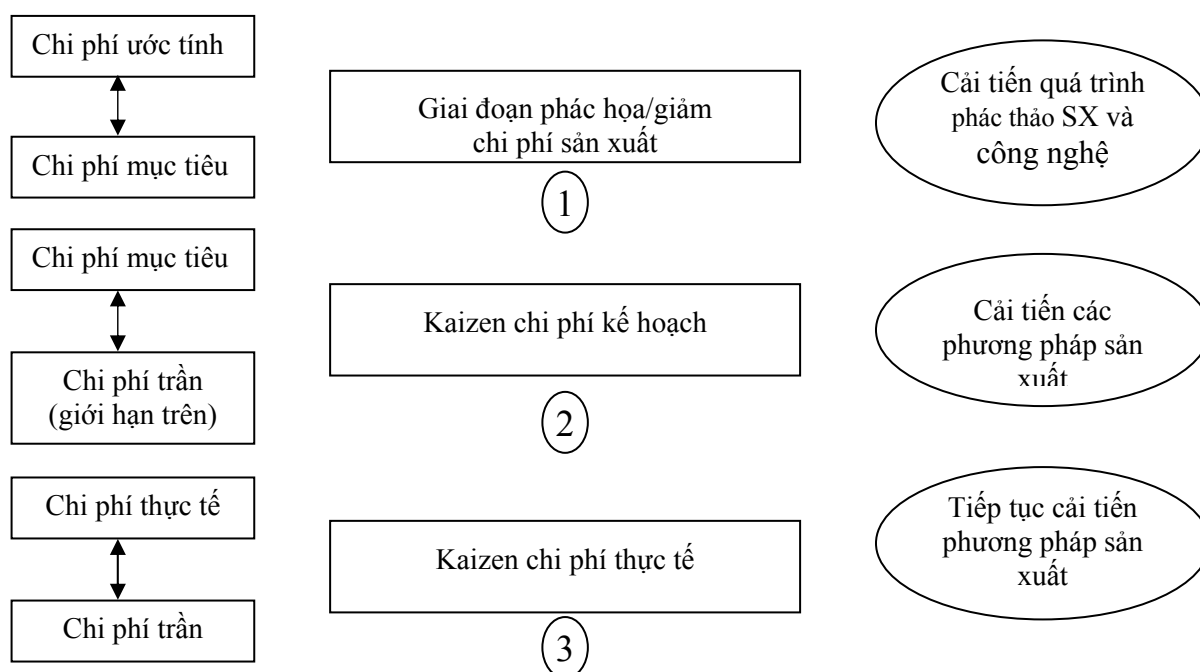 Chi phí ước tính
Chi phí mục tiêu
Giai đoạn phác họa/giảm
chi phí sản xuất
1
Cải tiến quá trình
phác thảo SX và
công nghệ
Chi phí mục tiêu
Chi phí trần
(giới hạn trên)
Kaizen chi phí kế hoạch
2
Cải tiến các
phương pháp sản
xuất
Chi phí thực tế
Chi phí trần
Kaizen chi phí thực tế
3
Tiếp tục cải tiến
phương pháp sản
xuất